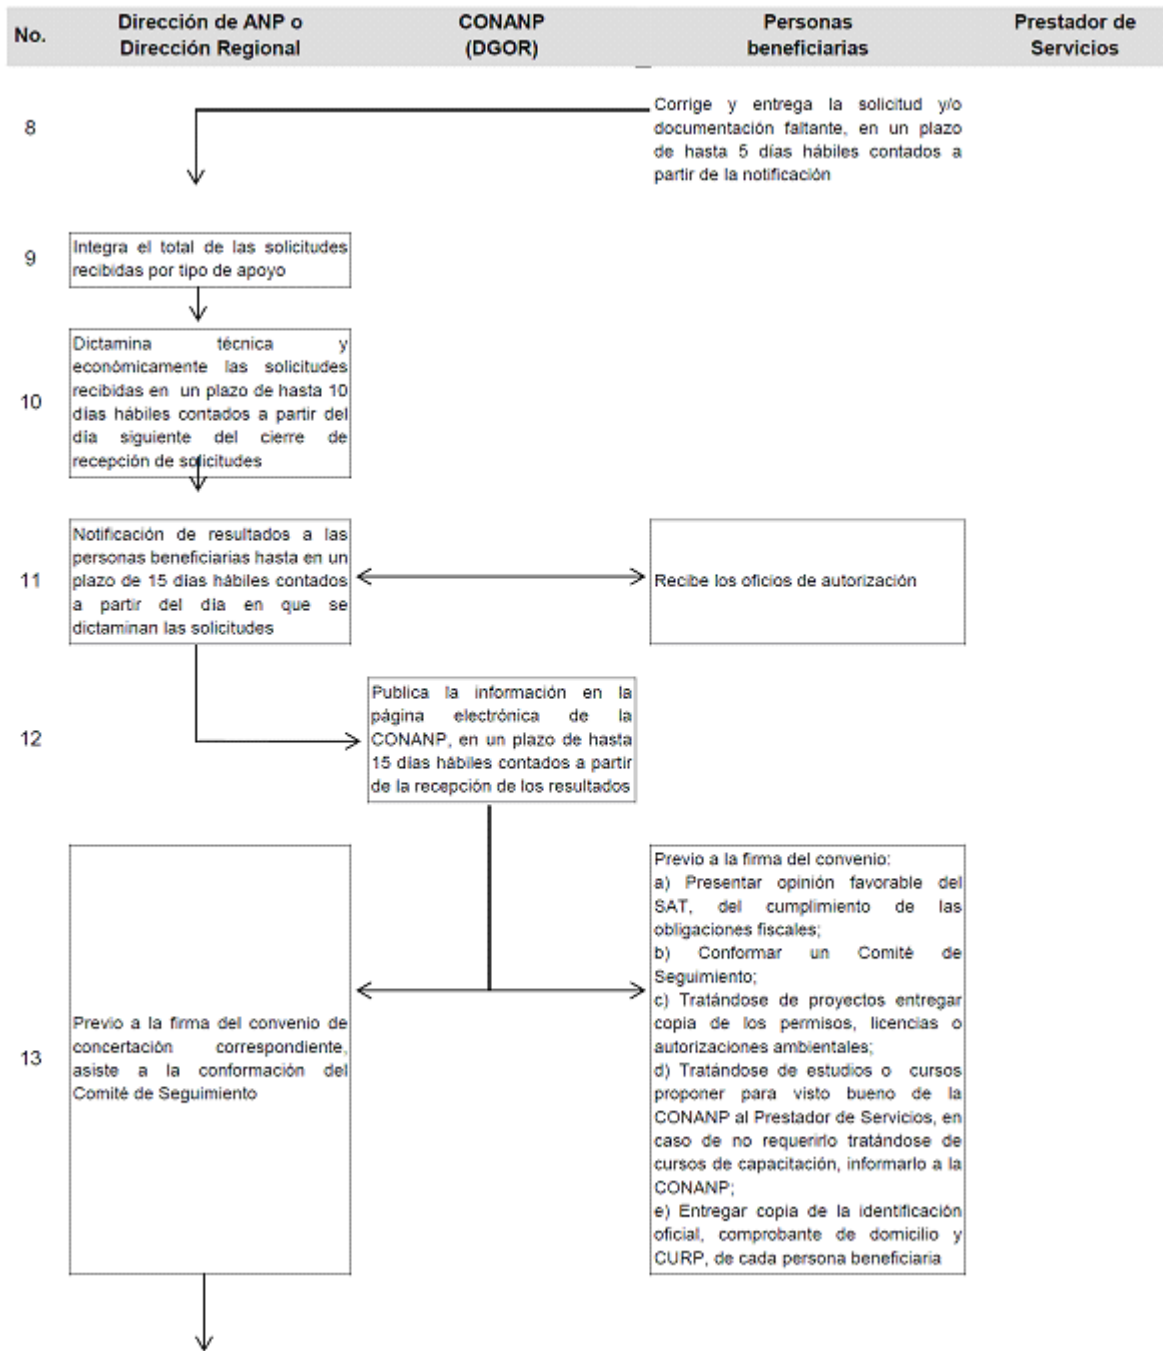 No.
Dirección de ANP o
Dirección Regional
CONANP
(DGOR)
Personas
beneficiarias
Prestador de
Servicios
8
Corrige y entrega la solicitud y/o
documentación faltante, en un plazo
de hasta 5 días hábiles contados a
partir de la notificación
9
Integra el total de las solicitudes
recibidas por tipo de apoyo
10
Dictamina técnica y
económicamente las solicitudes
recibidas en un plazo de hasta 10
días hábiles contados a partir del
día siguiente del cierre de
recepción de solicitudes
11
Notificación de resultados a las
personas beneficiarias hasta en un
plazo de 15 días hábiles contados
a partir del día en que se
dictaminan las solicitudes
Recibe los oficios de autorización
12
Publica la información en la
página electrónica de la
CONANP, en un plazo de hasta
15 días hábiles contados a partir
de la recepción de los resultados
13
Previo a la firma del convenio de
concertación correspondiente,
asiste a la conformación del
Comité de Seguimiento
Previo a la firma del convenio:
a) Presentar opinión favorable del
SAT, del cumplimiento de las
obligaciones fiscales;
b) Conformar un Comité de
Seguimiento;
c) Tratándose de proyectos entregar
copia de los permisos, licencias o
autorizaciones ambientales;
d) Tratándose de estudios o cursos
proponer para visto bueno de la
CONANP al Prestador de Servicios, en
caso de no requerirlo tratándose de
cursos de capacitación, informarlo a la
CONANP;
e) Entregar copia de la identificación
oficial, comprobante de domicilio y
CURP, de cada persona beneficiaria